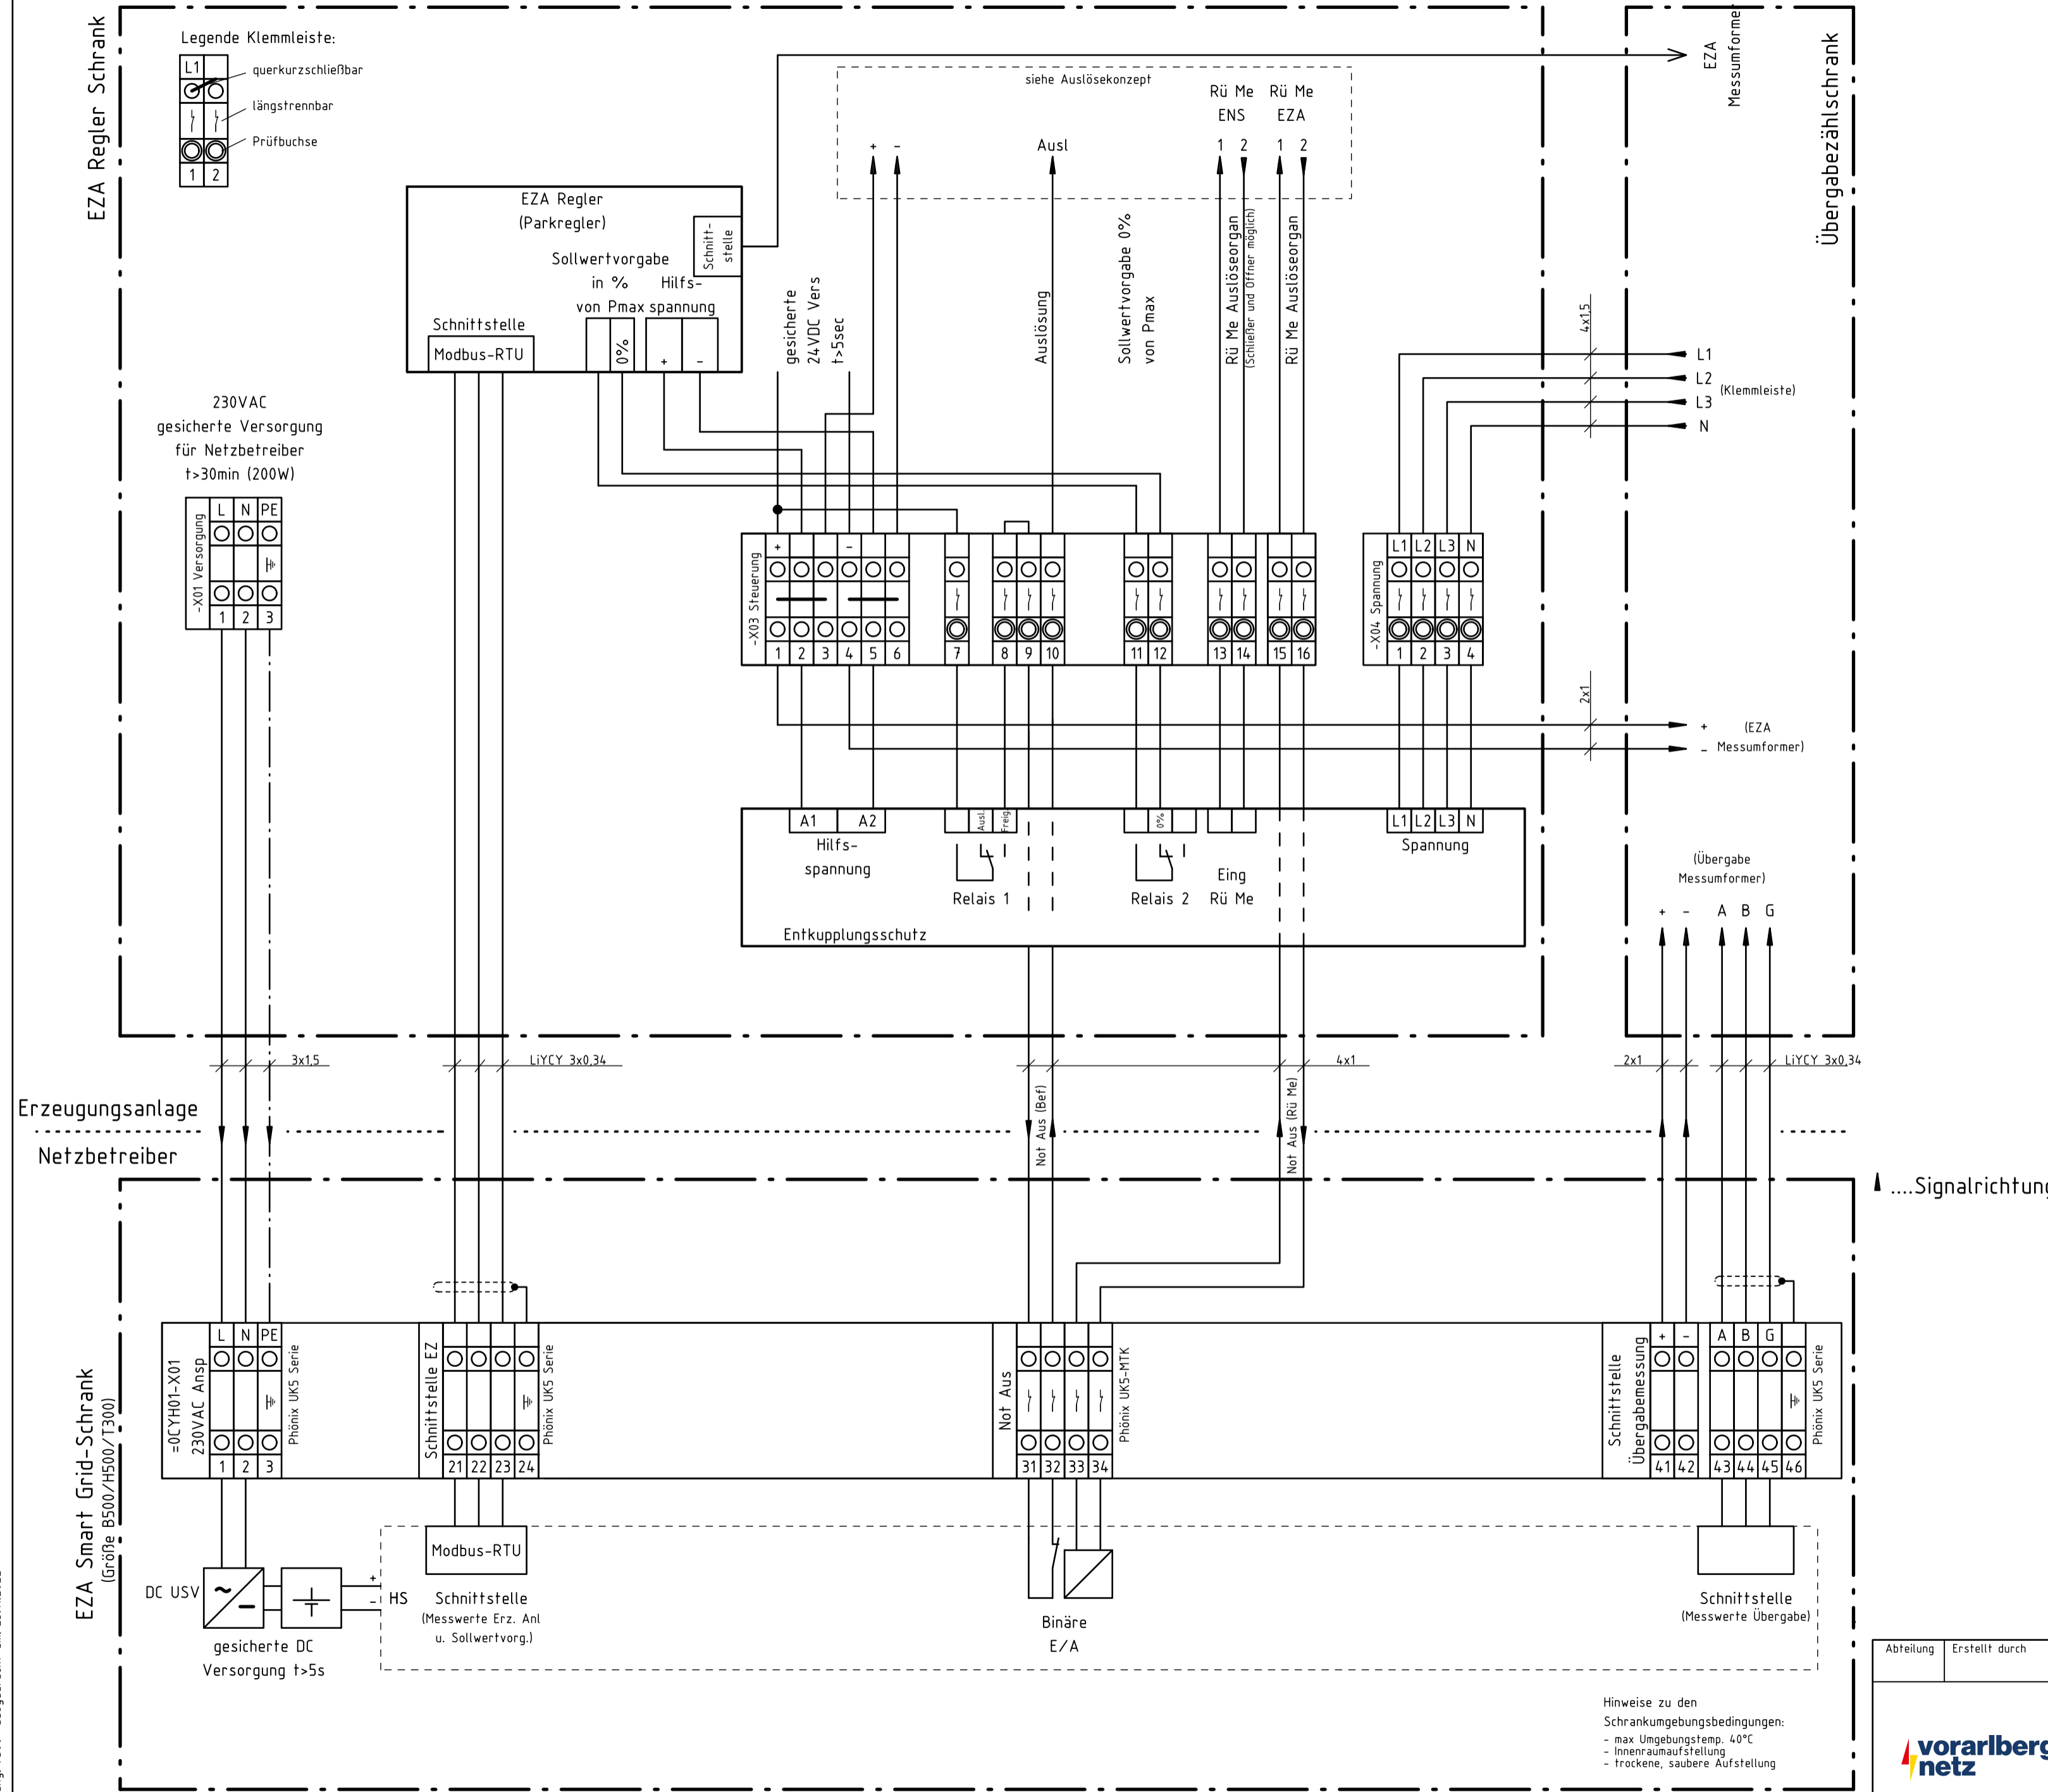 EZA Regler Schrank
Legende Klemmleiste:
L1
querkurzschließbar
längstrennbar
Prüfbuchse
1 2
siehe Auslösekonzept
Rü Me Rü Me
ENS EZA
+ - Ausl 1 2 1 2
EZA
Messumformer
Übergabezählschrank
EZA Regler
(Parkregler)
Schnitt-
stelle
Sollwertvorgabe
in % Hilfs-
von Pmax spannung
Schnittstelle
Modbus-RTU
0%
+ -
gesicherte
24VDC Vers
t>5sec
Auslösung
Sollwertvorgabe 0%
von Pmax
Rü Me Auslöseorgan
(Schließer und Öffner möglich)
Rü Me Auslöseorgan
4x1,5
L1
L2
(Klemmleiste)
L3
N
230VAC
gesicherte Versorgung
für Netzbetreiber
t>30min (200W)
-X01 Versorgung
L N PE
1 2 3
-X03 Steuerung
+ -
1 2 3 4 5 6 7 8 9 10 11 12 13 14 15 16
-X04 Spannung
L1 L2 L3 N
1 2 3 4
2x1
+ (EZA
- Messumformer)
A1 A2
Ausl.
Freig.
0%
L1 L2 L3 N
Hilfs-
spannung
Relais 1
Relais 2
Eing
Rü Me
Spannung
Entkupplungsschutz
(Übergabe
Messumformer)
+ - A B G
3x1,5
LiYCY 3x0,34
4x1
2x1
LiYCY 3x0,34
Not Aus (Bef)
Not Aus (Rü Me)
Erzeugungsanlage
Netzbetreiber
....Signalrichtung
EZA Smart Grid-Schrank
(Größe B500/H500/T300)
=0CYH01-X01
230VAC Ansp
L N PE
1 2 3
Phönix UK5 Serie
Schnittstelle EZ
21 22 23 24
Phönix UK5 Serie
Not Aus
31 32 33 34
Phönix UK5-MTK
Schnittstelle
Übergabemessung
+ - A B G
41 42 43 44 45 46
Phönix UK5 Serie
DC USV
+
-
HS
gesicherte DC
Versorgung t>5s
Modbus-RTU
Schnittstelle
(Messwerte Erz. Anl
u. Sollwertvorg.)
Binäre
E/A
Schnittstelle
(Messwerte Übergabe)
Hinweise zu den
Schrankumgebungsbedingungen:
- max Umgebungstemp. 40°C
- Innenraumaufstellung
- trockene, saubere Aufstellung
Abteilung Erstellt durch
vorarlberg
netz